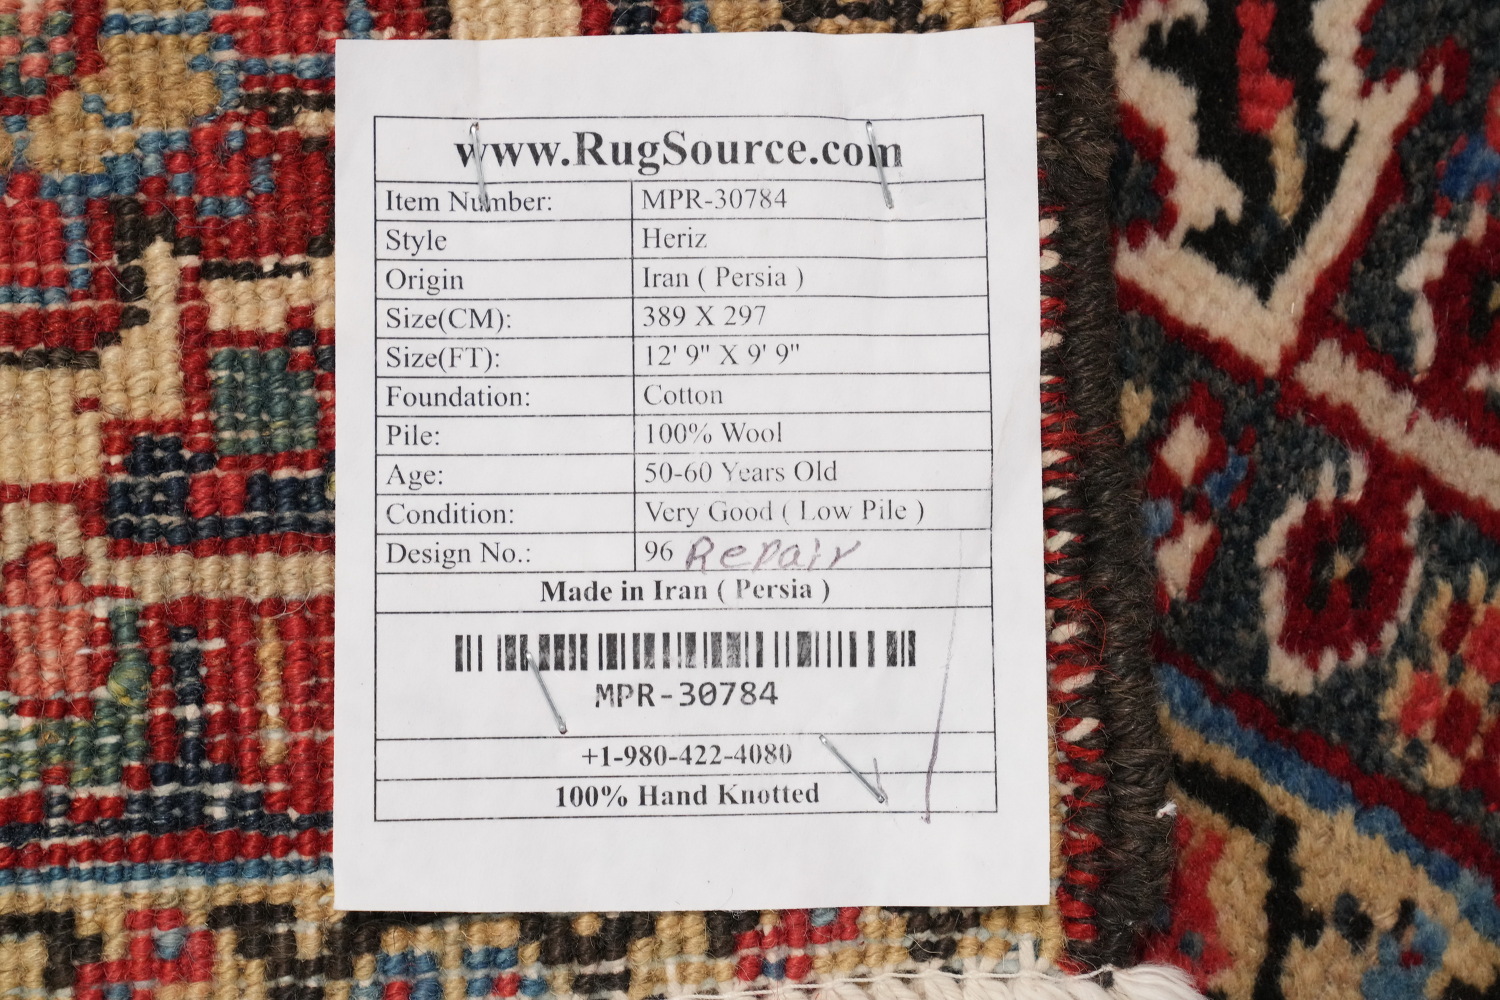 www.RugSource.com
Item Number: MPR-30784
Style Heriz
Origin Iran ( Persia )
Size(CM): 389 X 297
Size(FT): 12' 9" X 9' 9"
Foundation: Cotton
Pile: 100% Wool
Age: 50-60 Years Old
Condition: Very Good ( Low Pile )
Design No.: 96 Repair
Made in Iran ( Persia )
MPR-30784
+1-980-422-4080
100% Hand Knotted